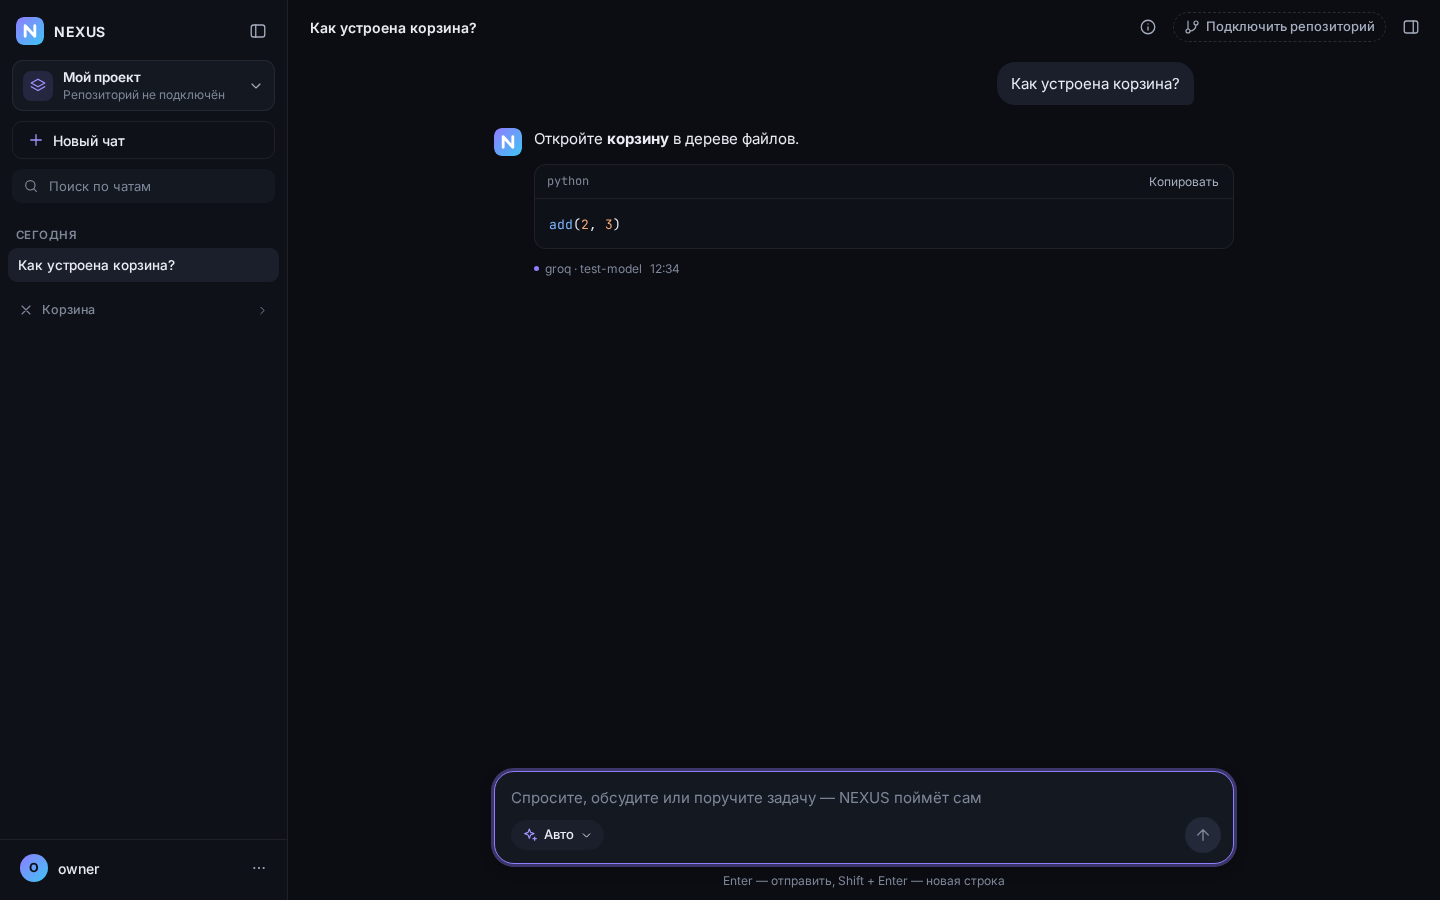 NEXUS
Мой проект
Репозиторий не подключён
Новый чат
Поиск по чатам
СЕГОДНЯ
Как устроена корзина?
Корзина
O
owner
Как устроена корзина?
Подключить репозиторий
Как устроена корзина?
Откройте корзину в дереве файлов.
python
Копировать
add(2, 3)
groq · test-model 12:34
Спросите, обсудите или поручите задачу — NEXUS поймёт сам
Авто
Enter — отправить, Shift + Enter — новая строка